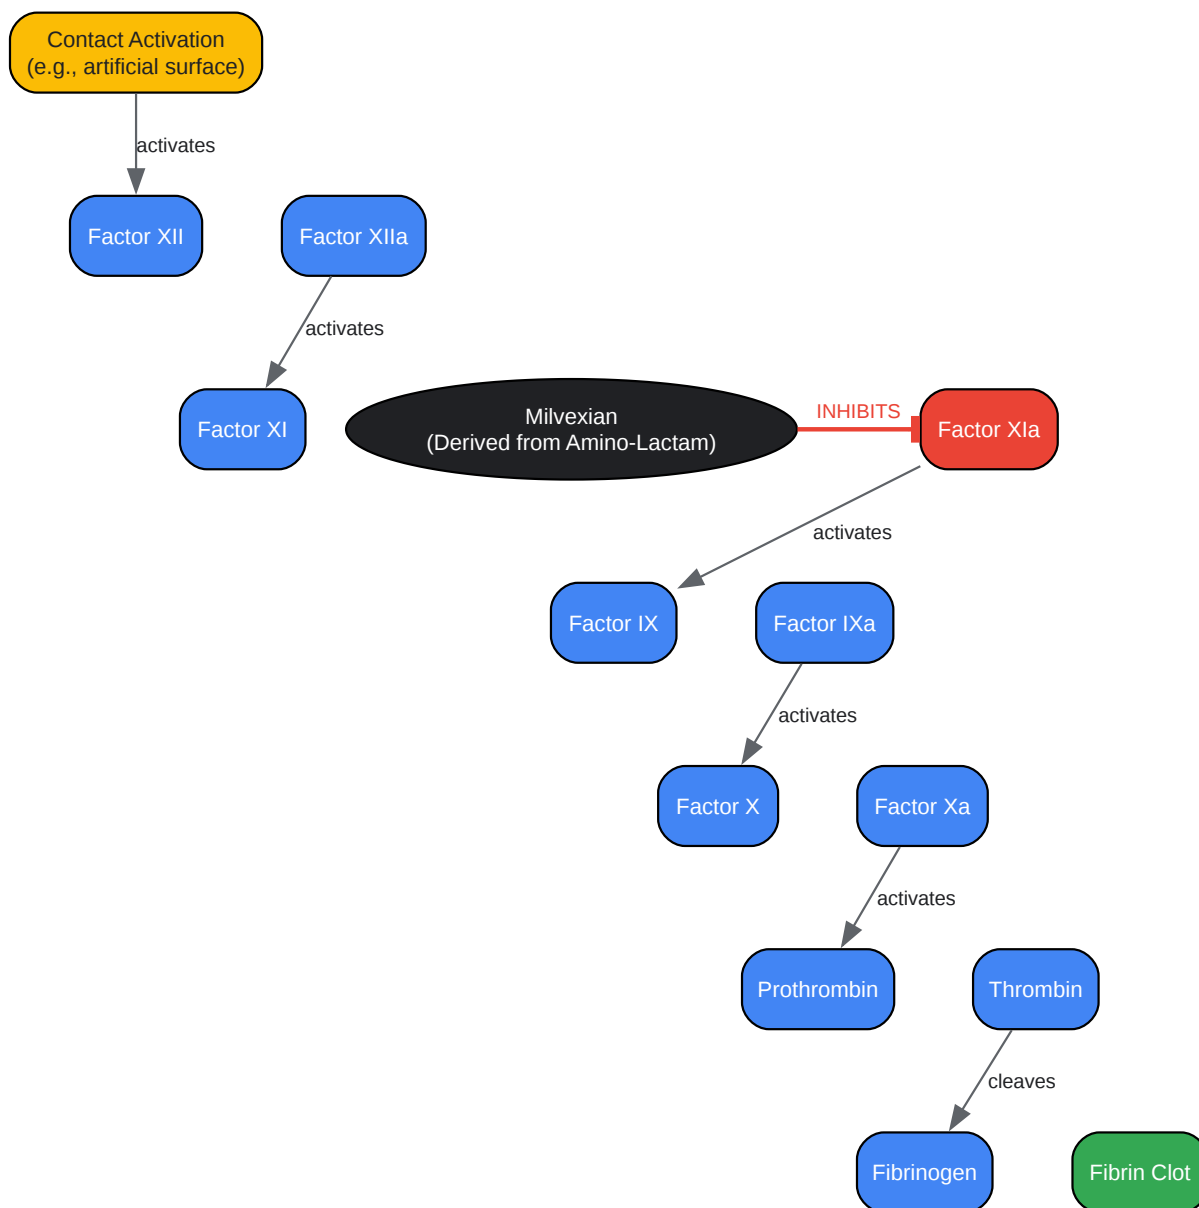 Contact Activation
(e.g., artificial surface)
activates
Factor XII
Factor XIIa
activates
Factor XI
Milvexian
(Derived from Amino-Lactam)
INHIBITS
Factor XIa
activates
Factor IX
Factor IXa
activates
Factor X
Factor Xa
activates
Prothrombin
Thrombin
cleaves
Fibrinogen
Fibrin Clot